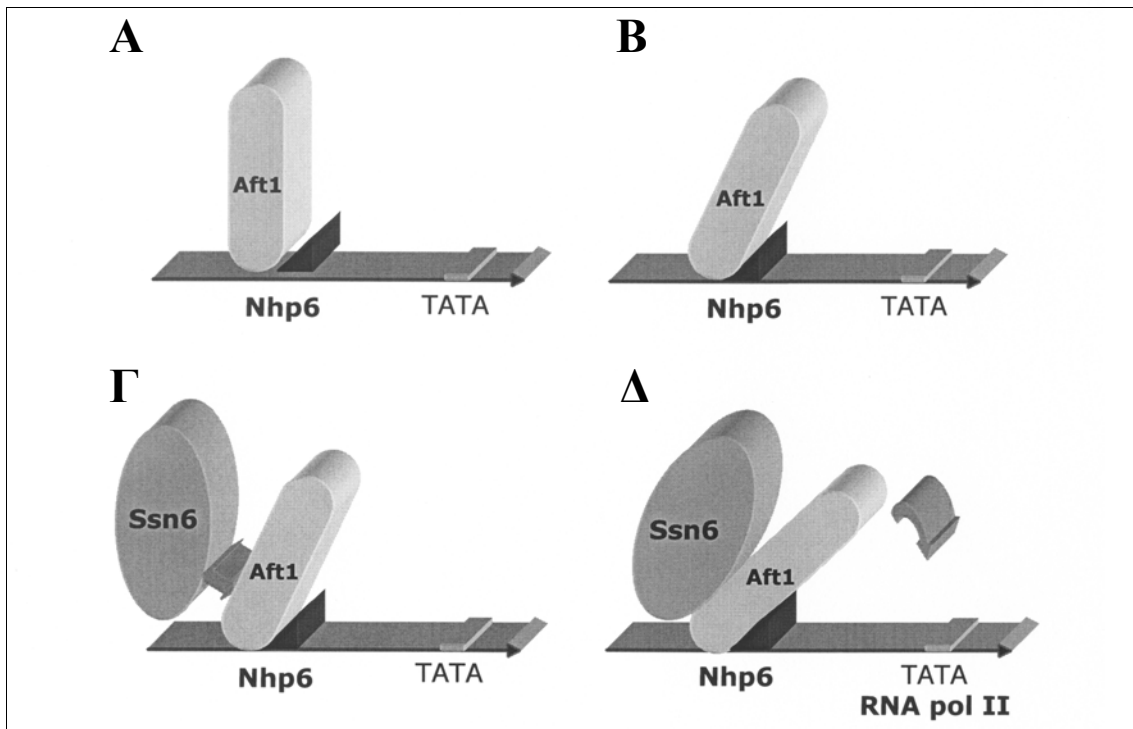 Α
Β
Aft1
Aft1
Nhp6
TATA
Nhp6
TATA
Γ
Δ
Ssn6
Aft1
Ssn6
Aft1
Nhp6
TATA
Nhp6
TATA
RNA pol II